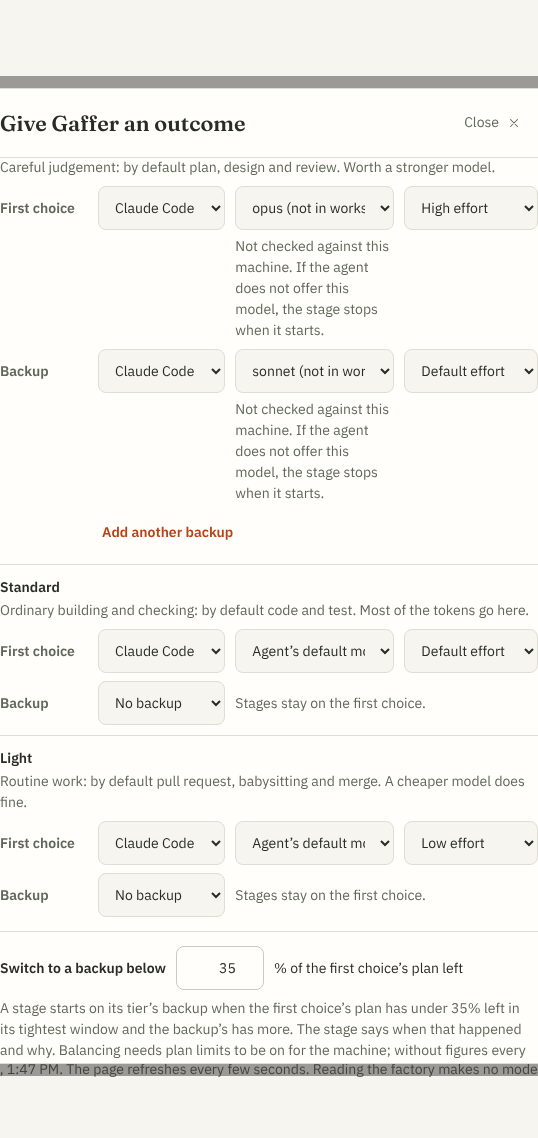 Give Gaffer an outcome
Close ×
Careful judgement: by default plan, design and review. Worth a stronger model.
First choice Claude Code opus (not in works High effort
Not checked against this
machine. If the agent
does not offer this
model, the stage stops
when it starts.
Backup Claude Code sonnet (not in wor Default effort
Not checked against this
machine. If the agent
does not offer this
model, the stage stops
when it starts.
Add another backup
Standard
Ordinary building and checking: by default code and test. Most of the tokens go here.
First choice Claude Code Agent’s default mo Default effort
Backup No backup Stages stay on the first choice.
Light
Routine work: by default pull request, babysitting and merge. A cheaper model does
fine.
First choice Claude Code Agent’s default mo Low effort
Backup No backup Stages stay on the first choice.
Switch to a backup below 35 % of the first choice’s plan left
A stage starts on its tier’s backup when the first choice’s plan has under 35% left in
its tightest window and the backup’s has more. The stage says when that happened
and why. Balancing needs plan limits to be on for the machine; without figures every
, 1:47 PM. The page refreshes every few seconds. Reading the factory makes no mode